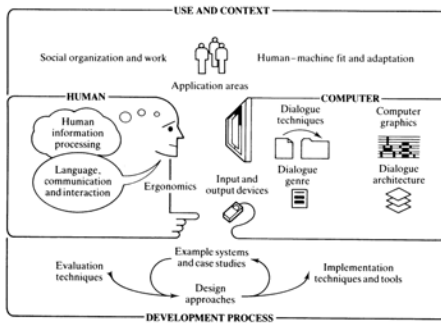 USE AND CONTEXT
Social organization and work
Human–machine fit and adaptation
Application areas
HUMAN
COMPUTER
Human
information
processing
Language,
communication
and interaction
Ergonomics
Input and
output devices
Dialogue
techniques
Computer
graphics
Dialogue
genre
Dialogue
architecture
Example systems
and case studies
Evaluation
techniques
Implementation
techniques and tools
Design
approaches
DEVELOPMENT PROCESS